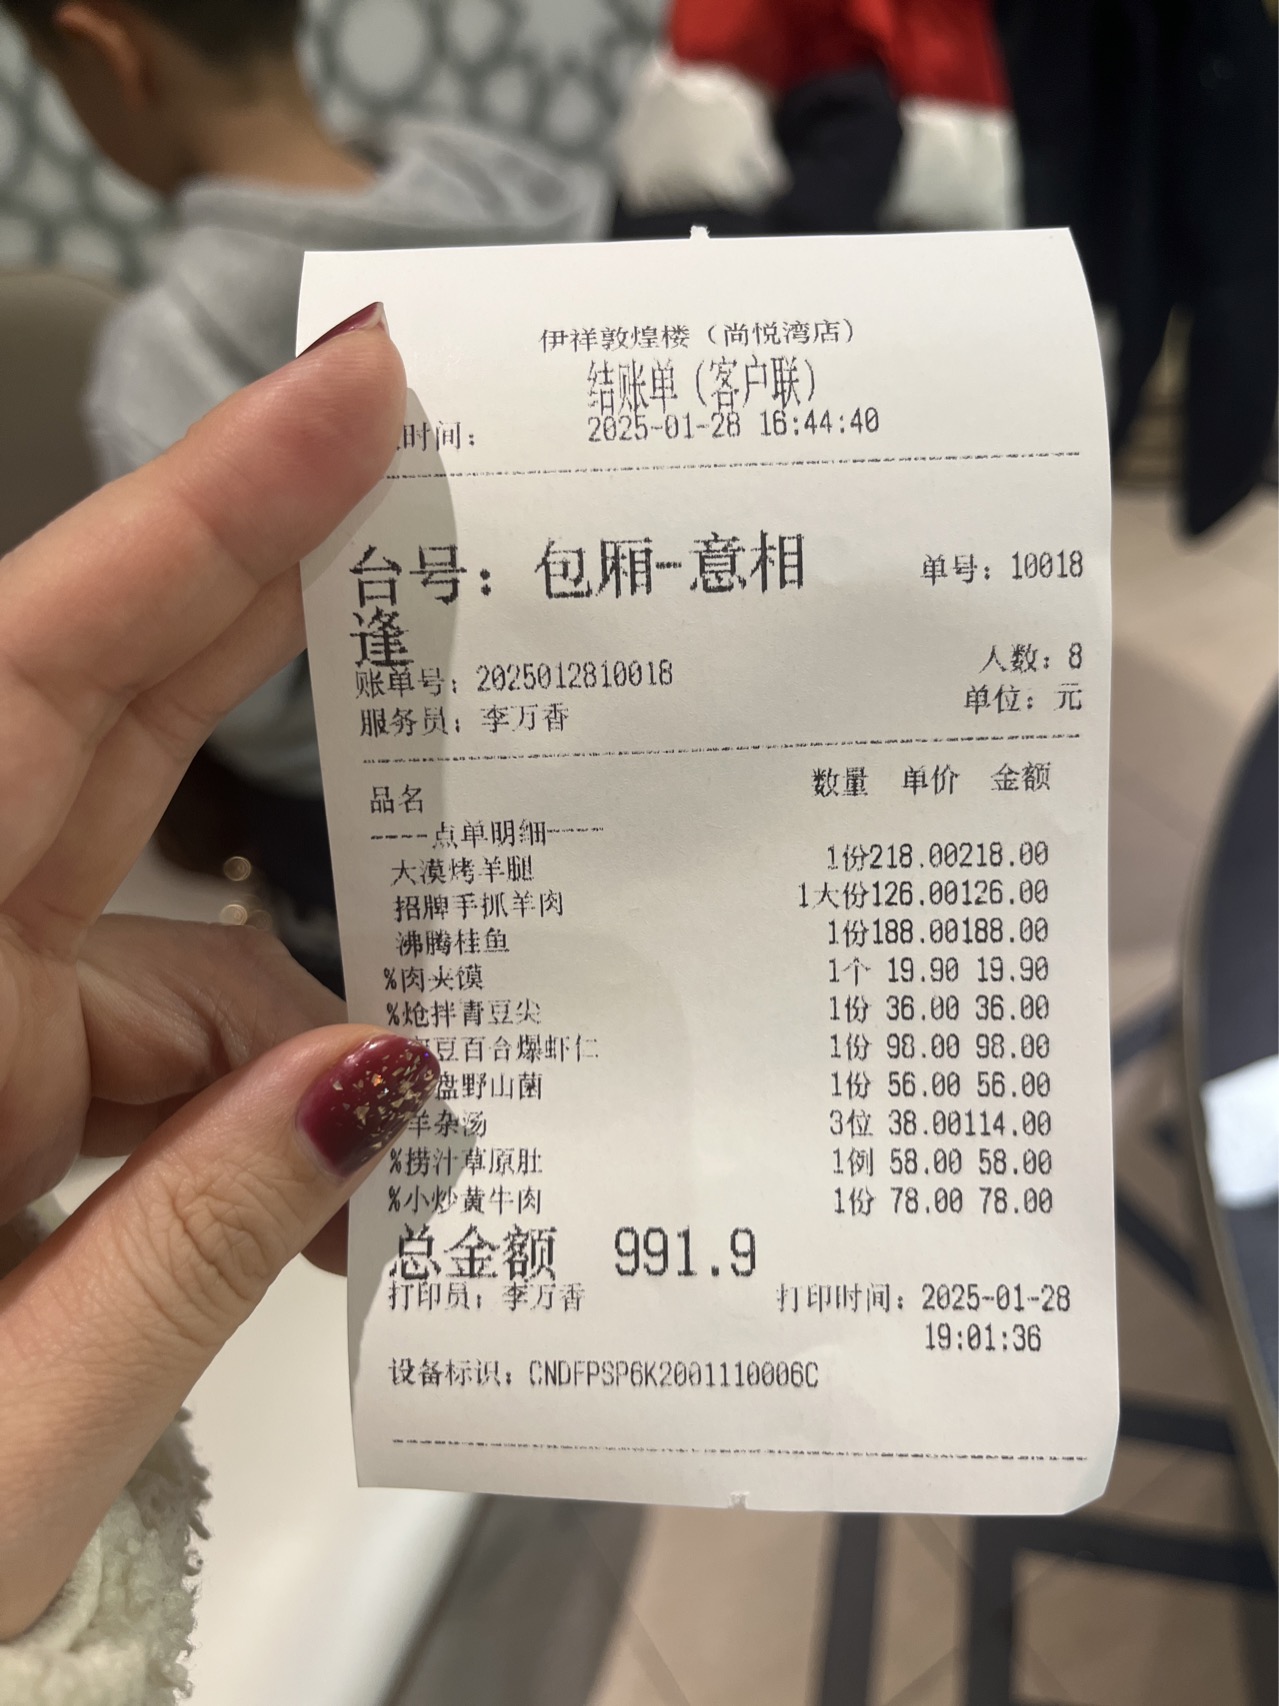 伊祥敦煌楼（尚悦湾店）
结账单（客户联）
时间： 2025-01-28 16:44:40
台号：包厢-意相 单号：10018
逢
账单号：2025012810018 人数：8
服务员：李万香 单位：元
品名 数量 单价 金额
----点单明细----
大漠烤羊腿 1份218.00218.00
招牌手抓羊肉 1大份126.00126.00
沸腾桂鱼 1份188.00188.00
%肉夹馍 1个 19.90 19.90
%炝拌青豆尖 1份 36.00 36.00
豆百合爆虾仁 1份 98.00 98.00
盘野山菌 1份 56.00 56.00
羊杂汤 3位 38.00114.00
%捞汁草原肚 1例 58.00 58.00
%小炒黄牛肉 1份 78.00 78.00
总金额 991.9
打印员：李万香 打印时间：2025-01-28
19:01:36
设备标识：CNDFPSP6K2001110006C